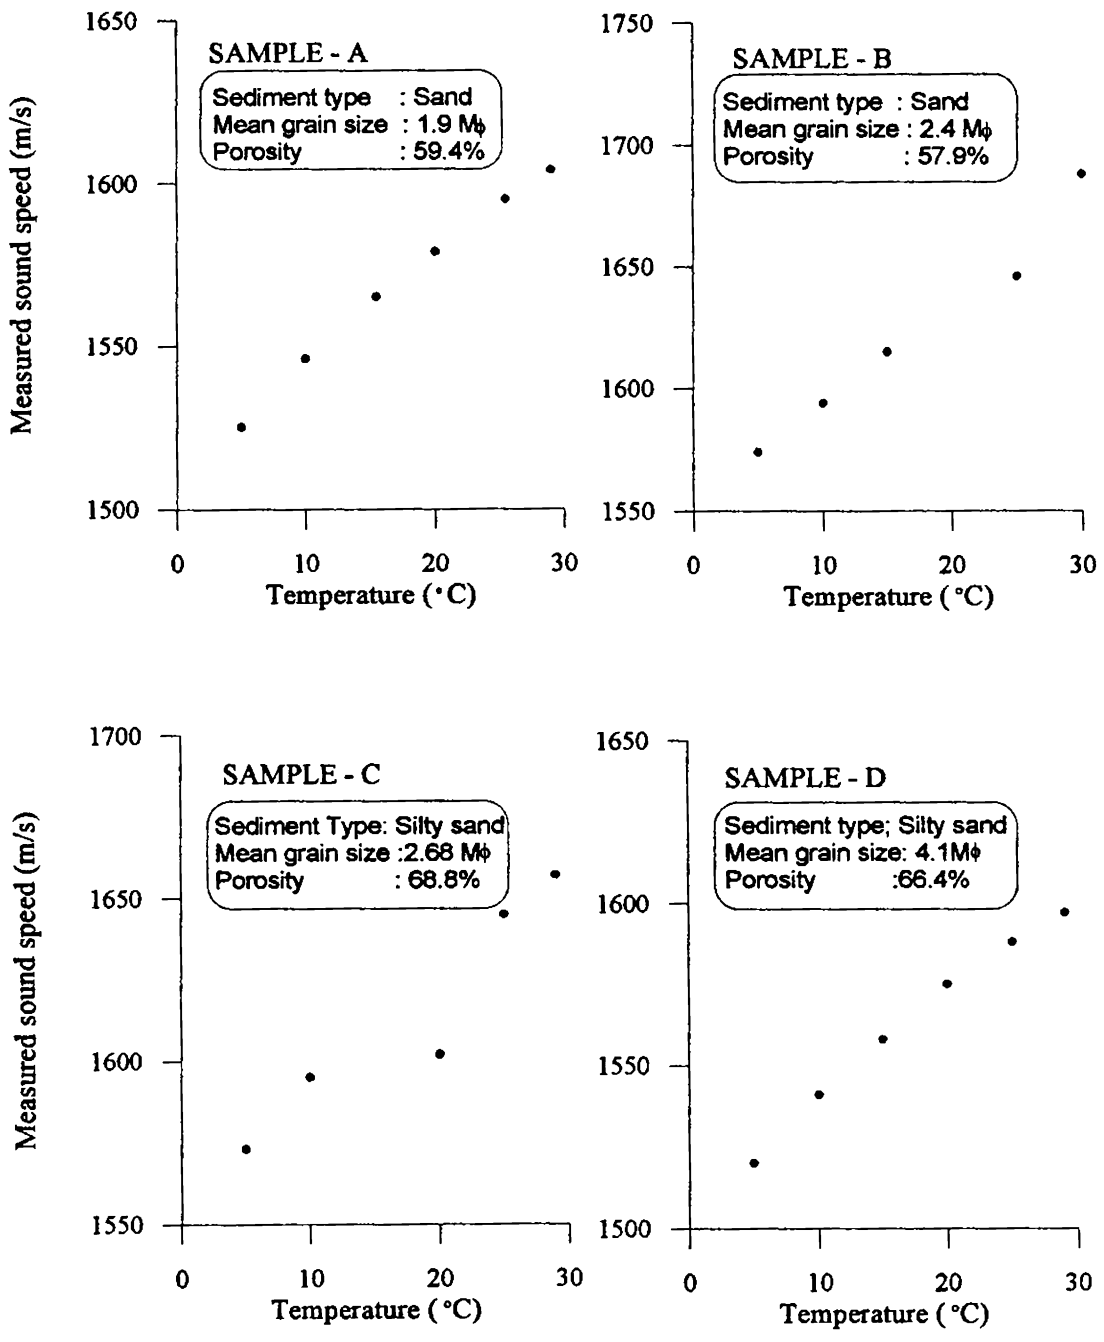 Measured sound speed (m/s)
1650
1600
1550
1500
SAMPLE - A
Sediment type : Sand
Mean grain size : 1.9 Mϕ
Porosity : 59.4%
0 10 20 30
Temperature (°C)
1750
1700
1650
1600
1550
SAMPLE - B
Sediment type : Sand
Mean grain size : 2.4 Mϕ
Porosity : 57.9%
0 10 20 30
Temperature (°C)
Measured sound speed (m/s)
1700
1650
1600
1550
SAMPLE - C
Sediment Type: Silty sand
Mean grain size :2.68 Mϕ
Porosity : 68.8%
0 10 20 30
Temperature (°C)
1650
1600
1550
1500
SAMPLE - D
Sediment type; Silty sand
Mean grain size: 4.1Mϕ
Porosity :66.4%
0 10 20 30
Temperature (°C)